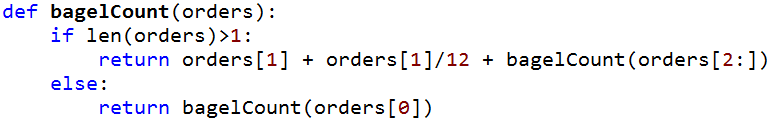 def bagelCount(orders):
    if len(orders)>1:
        return orders[1] + orders[1]/12 + bagelCount(orders[2:])
    else:
        return bagelCount(orders[0])